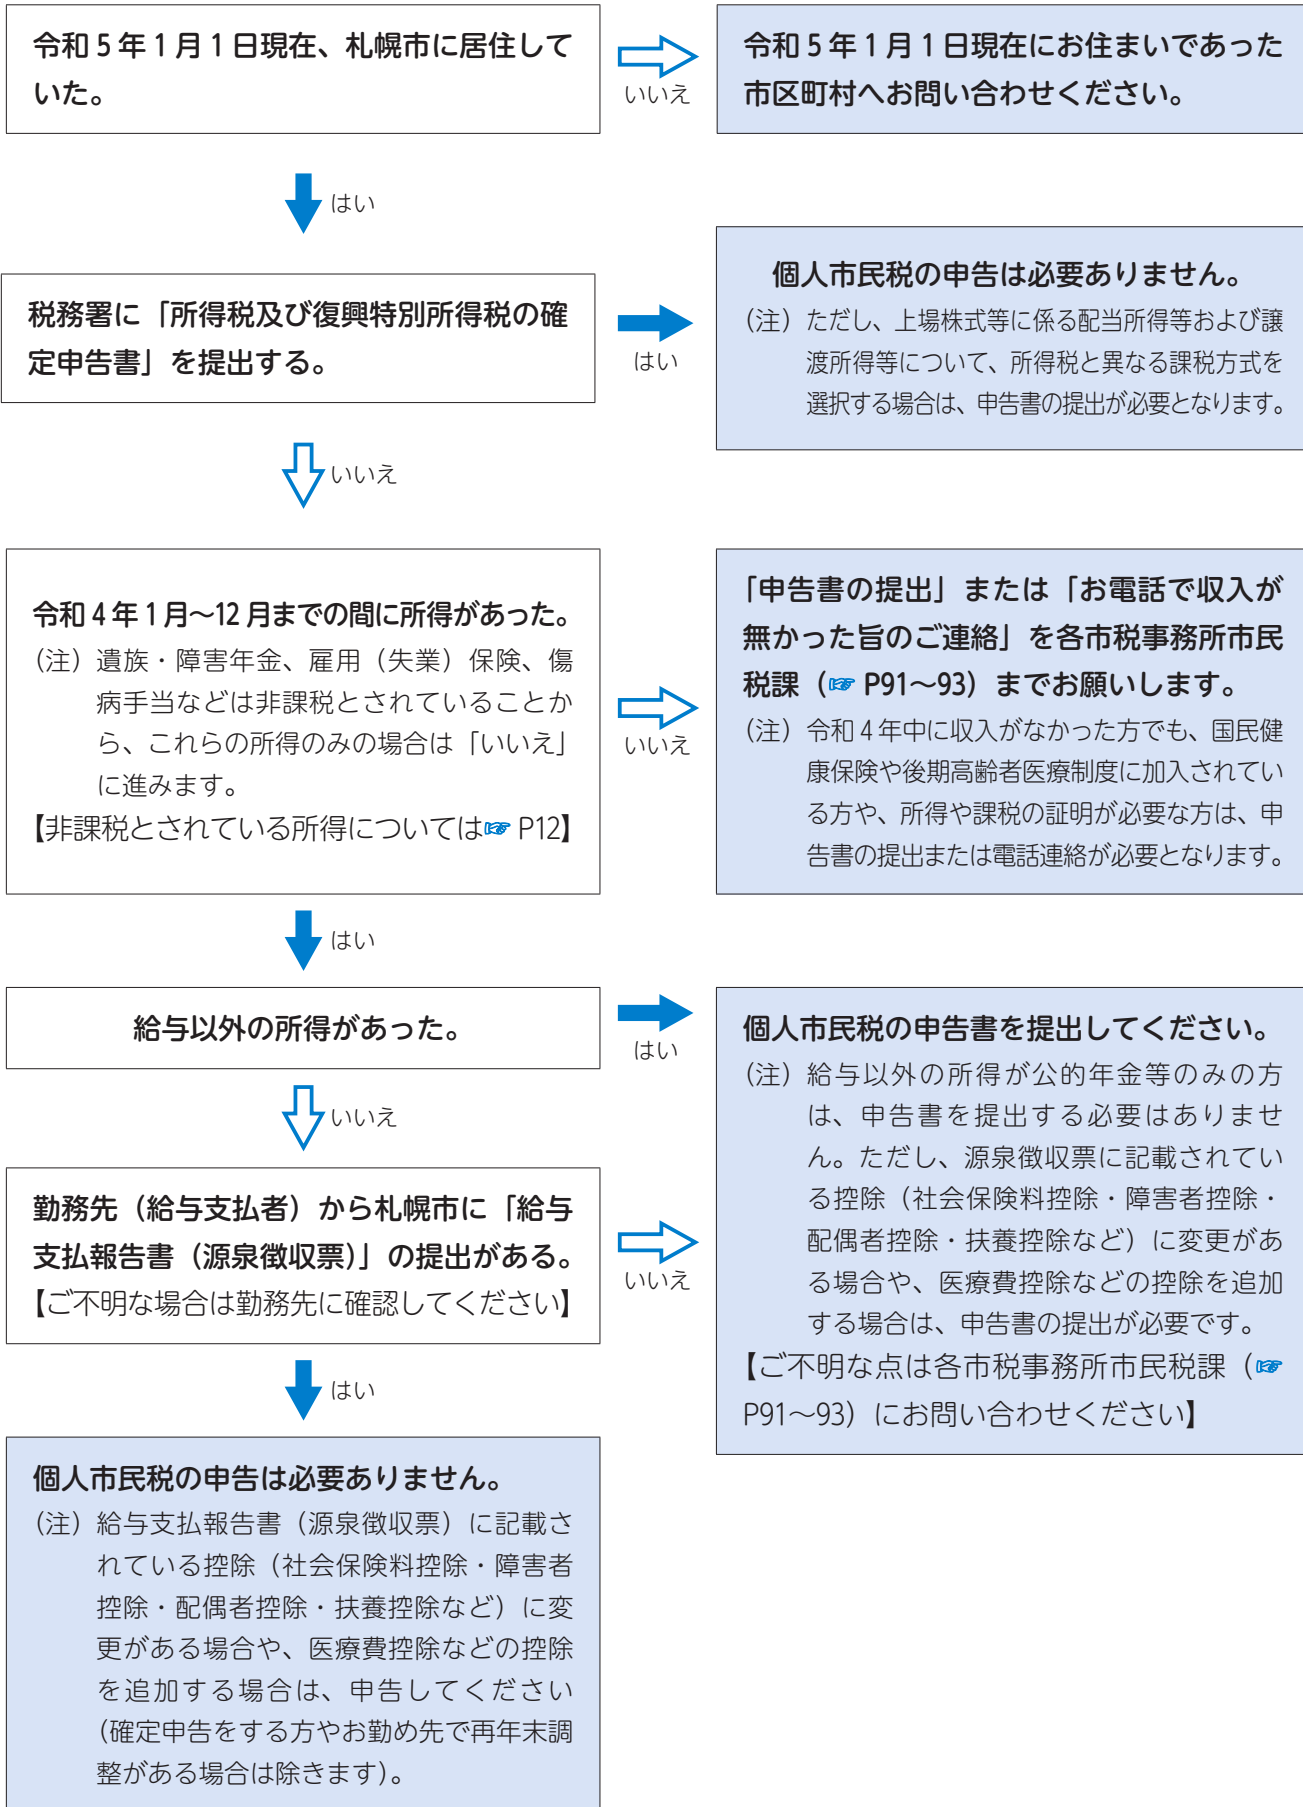 令和5年1月1日現在、札幌市に居住して
いた。
いいえ
令和5年1月1日現在にお住まいであった
市区町村へお問い合わせください。
はい
税務署に「所得税及び復興特別所得税の確
定申告書」を提出する。
はい
個人市民税の申告は必要ありません。
(注)ただし、上場株式等に係る配当所得等および譲
渡所得等について、所得税と異なる課税方式を
選択する場合は、申告書の提出が必要となります。
いいえ
令和4年1月～12月までの間に所得があった。
(注)遺族・障害年金、雇用（失業）保険、傷
病手当などは非課税とされていることか
ら、これらの所得のみの場合は「いいえ」
に進みます。
【非課税とされている所得については☞ P12】
いいえ
「申告書の提出」または「お電話で収入が
無かった旨のご連絡」を各市税事務所市民
税課（☞ P91～93）までお願いします。
(注)令和4年中に収入がなかった方でも、国民健
康保険や後期高齢者医療制度に加入されてい
る方や、所得や課税の証明が必要な方は、申
告書の提出または電話連絡が必要となります。
はい
給与以外の所得があった。
はい
個人市民税の申告書を提出してください。
(注)給与以外の所得が公的年金等のみの方
は、申告書を提出する必要はありませ
ん。ただし、源泉徴収票に記載されてい
る控除（社会保険料控除・障害者控除・
配偶者控除・扶養控除など）に変更があ
る場合や、医療費控除などの控除を追加
する場合は、申告書の提出が必要です。
【ご不明な点は各市税事務所市民税課（☞
P91～93）にお問い合わせください】
いいえ
勤務先（給与支払者）から札幌市に「給与
支払報告書（源泉徴収票）」の提出がある。
【ご不明な場合は勤務先に確認してください】
いいえ
はい
個人市民税の申告は必要ありません。
(注)給与支払報告書（源泉徴収票）に記載さ
れている控除（社会保険料控除・障害者
控除・配偶者控除・扶養控除など）に変
更がある場合や、医療費控除などの控除
を追加する場合は、申告してください
（確定申告をする方やお勤め先で再年末調
整がある場合は除きます）。